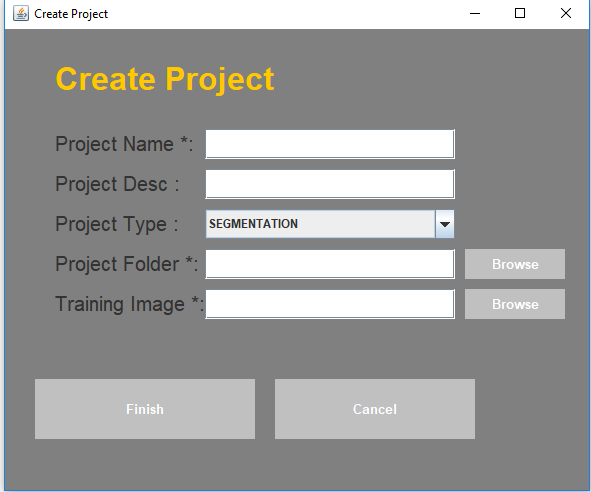 Create Project
Create Project
Project Name *:
Project Desc :
Project Type : SEGMENTATION
Project Folder *: Browse
Training Image *: Browse
Finish Cancel